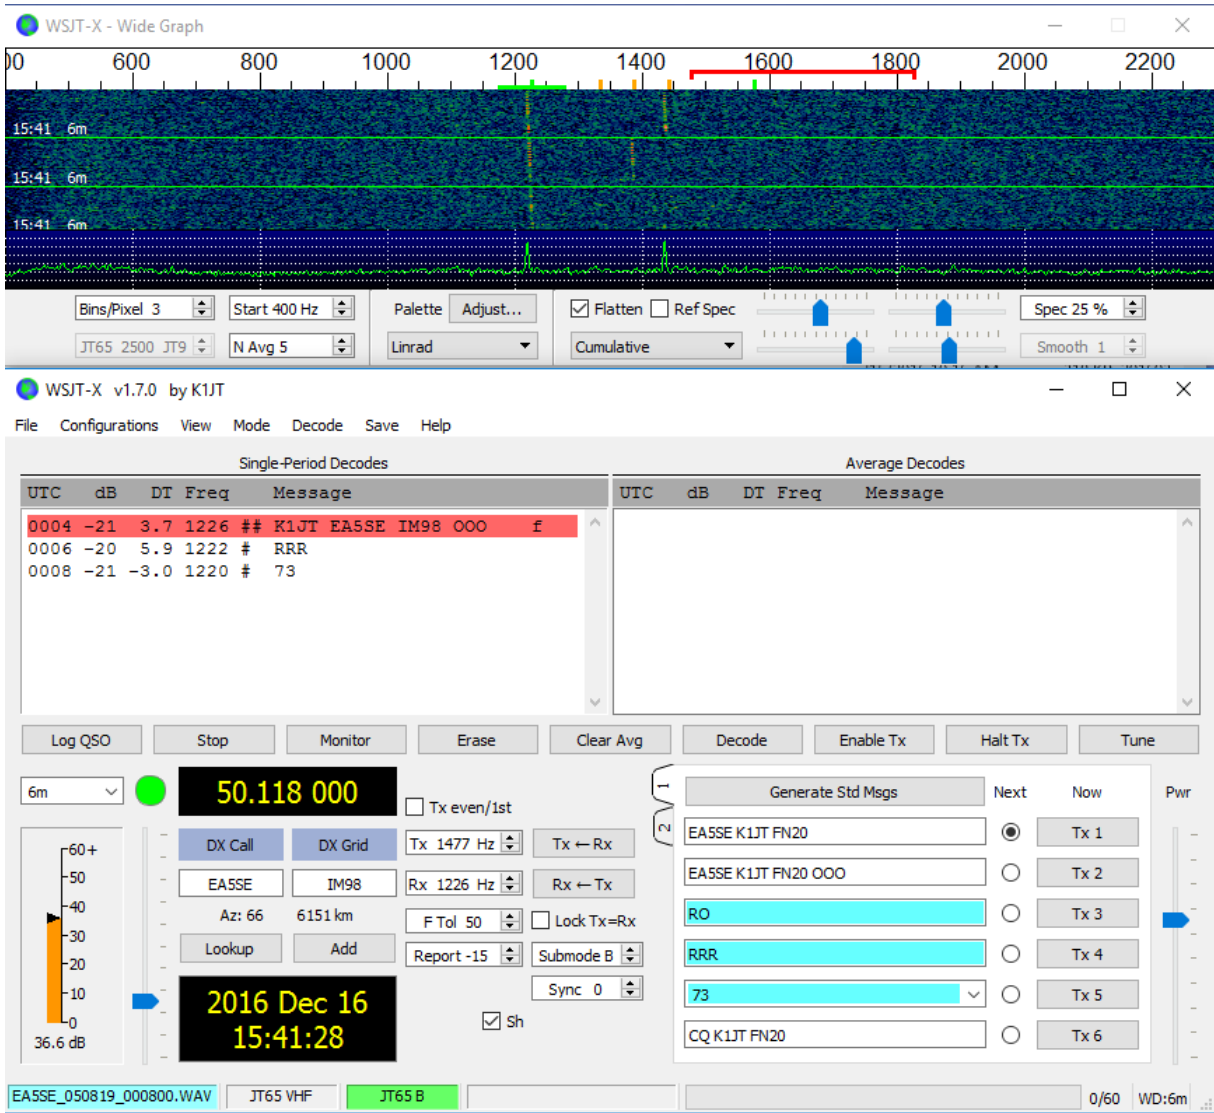 WSJT-X - Wide Graph
00 600 800 1000 1200 1400 1600 1800 2000 2200
15:41 6m
15:41 6m
15:41 6m
Bins/Pixel 3 Start 400 Hz Palette Adjust... Flatten Ref Spec Spec 25 %
JT65 2500 JT9 N Avg 5 Linrad Cumulative Smooth 1
WSJT-X v1.7.0 by K1JT
File Configurations View Mode Decode Save Help
Single-Period Decodes Average Decodes
UTC dB DT Freq Message UTC dB DT Freq Message
0004 -21 3.7 1226 ## K1JT EA5SE IM98 OOO f
0006 -20 5.9 1222 # RRR
0008 -21 -3.0 1220 # 73
Log QSO Stop Monitor Erase Clear Avg Decode Enable Tx Halt Tx Tune
6m 50.118 000 Tx even/1st 1 Generate Std Msgs Next Now Pwr
2 EA5SE K1JT FN20 Tx 1
60+ DX Call DX Grid Tx 1477 Hz Tx ← Rx
50 EA5SE IM98 Rx 1226 Hz Rx ← Tx EA5SE K1JT FN20 OOO Tx 2
40 Az: 66 6151 km F Tol 50 Lock Tx=Rx RO Tx 3
30 Lookup Add Report -15 Submode B RRR Tx 4
20
10 2016 Dec 16 Sync 0 73 Tx 5
0 15:41:28 Sh CQ K1JT FN20 Tx 6
36.6 dB
EA5SE_050819_000800.WAV JT65 VHF JT65 B 0/60 WD:6m